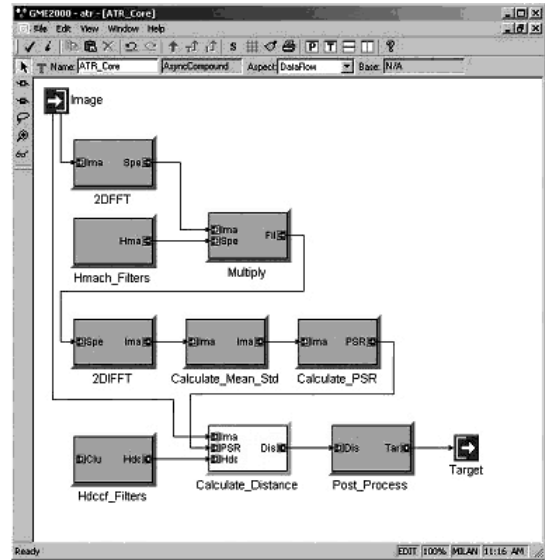 GME2000 - atr - [ATR_Core]
File Edit View Window Help
Name: ATR_Core AsyncCompound Aspect: DataFlow Base: N/A
Image
Ima Spe
2DFFT
Hma
Hmach_Filters
Ima Fil
Spe
Multiply
Spe Ima
2DIFFT
Ima Ima
Calculate_Mean_Std
Ima PSR
Calculate_PSR
Clu Hdc
Hdccf_Filters
Ima
PSR Dis
Hdc
Calculate_Distance
Dis Tar
Post_Process
Target
Ready EDIT 100% MILAN 11:16 AM